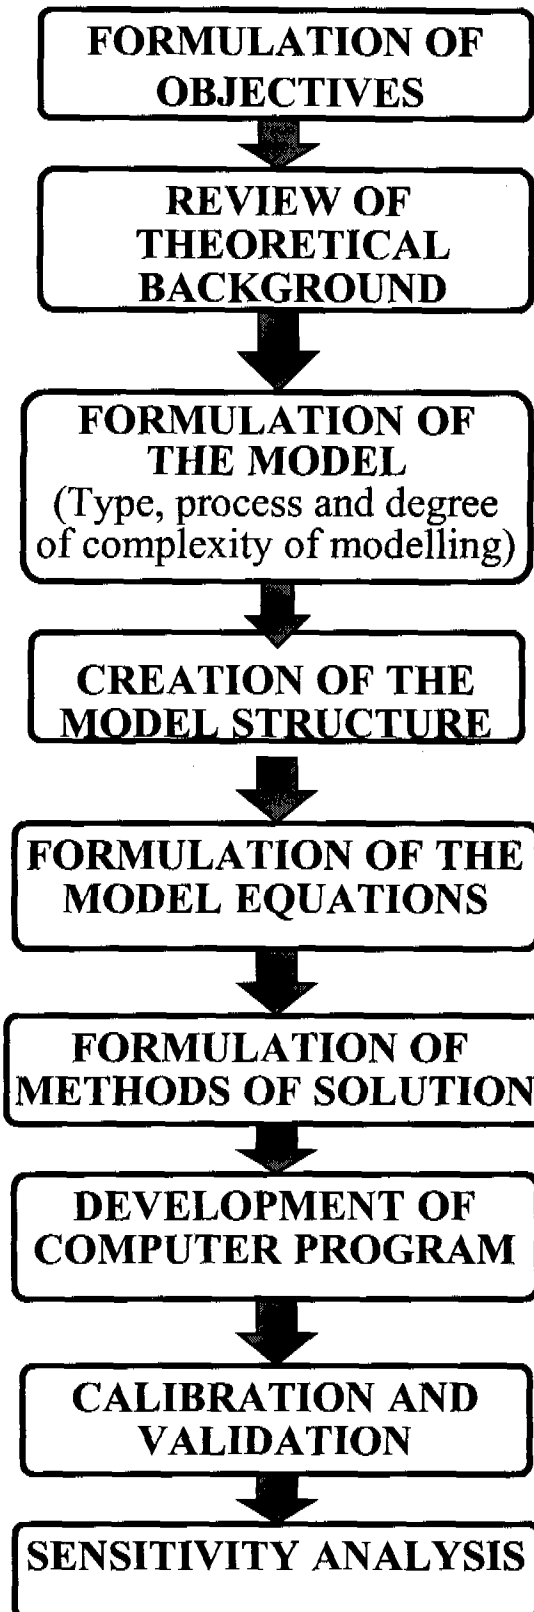 FORMULATION OF
OBJECTIVES
REVIEW OF
THEORETICAL
BACKGROUND
FORMULATION OF
THE MODEL
(Type, process and degree
of complexity of modelling)
CREATION OF THE
MODEL STRUCTURE
FORMULATION OF THE
MODEL EQUATIONS
FORMULATION OF
METHODS OF SOLUTION
DEVELOPMENT OF
COMPUTER PROGRAM
CALIBRATION AND
VALIDATION
SENSITIVITY ANALYSIS